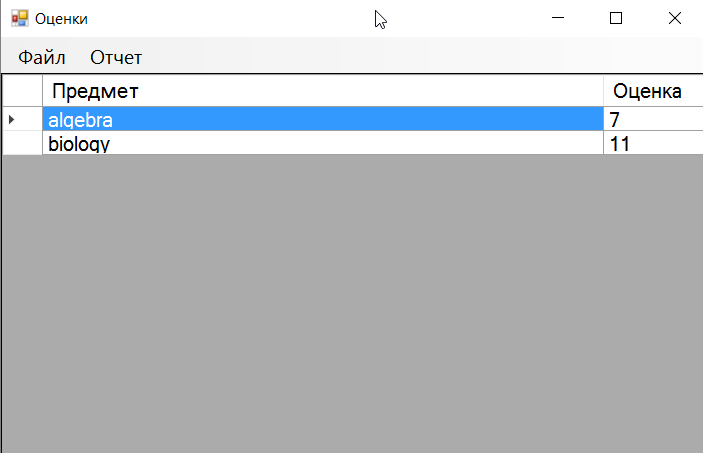 Оценки
Файл Отчет
Предмет Оценка
algebra 7
biology 11